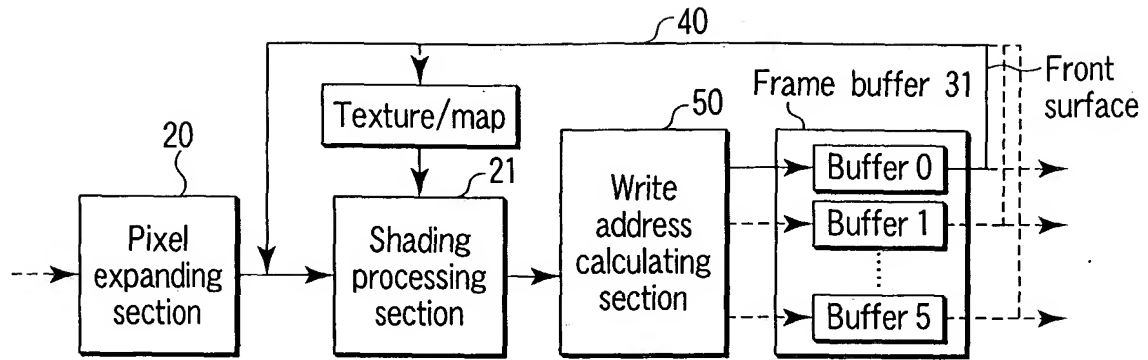 40
Front
surface
Frame buffer 31
Texture/map
50
20
21
Buffer 0
Pixel
expanding
section
Shading
processing
section
Write
address
calculating
section
Buffer 1
Buffer 5